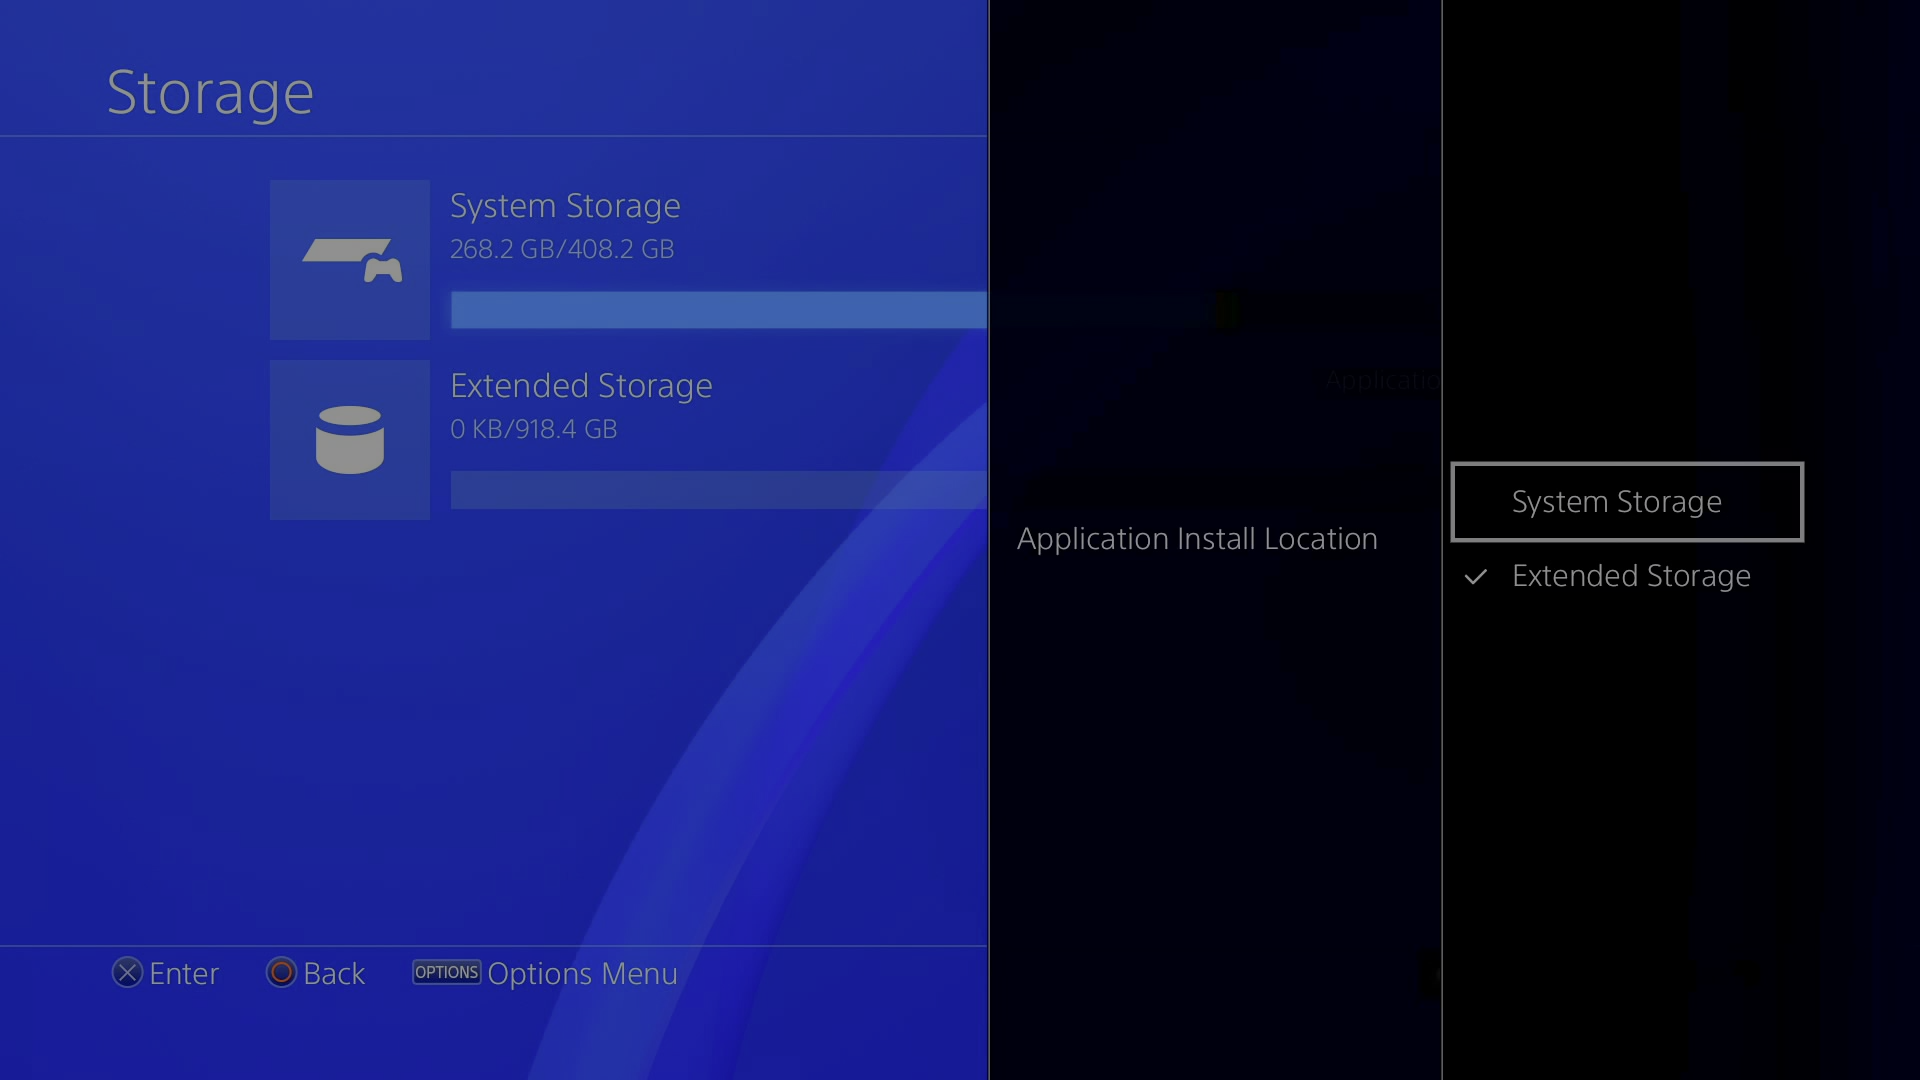 Storage
System Storage
268.2 GB/408.2 GB
Extended Storage
0 KB/918.4 GB
Applicatio
Application Install Location
System Storage
Extended Storage
Enter
Back
OPTIONS Options Menu